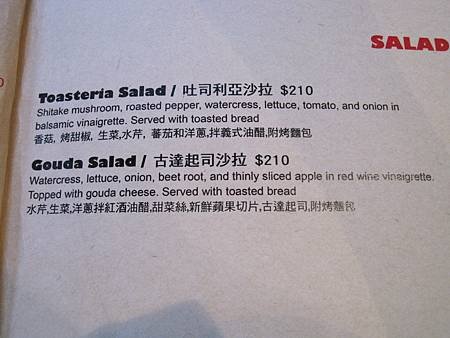 SALAD
Toasteria Salad / 吐司利亞沙拉 $210
Shitake mushroom, roasted pepper, watercress, lettuce, tomato, and onion in
balsamic vinaigrette. Served with toasted bread
香菇, 烤甜椒, 生菜,水芹, 蕃茄和洋蔥,拌義式油醋,附烤麵包
Gouda Salad / 古達起司沙拉 $210
Watercress, lettuce, onion, beet root, and thinly sliced apple in red wine vinaigrette.
Topped with gouda cheese. Served with toasted bread
水芹,生菜,洋蔥拌紅酒油醋,甜菜絲,新鮮蘋果切片,古達起司,附烤麵包